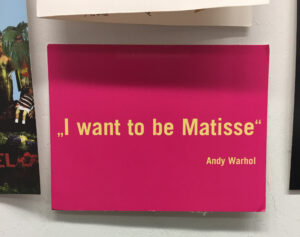 „I want to be Matisse“
Andy Warhol